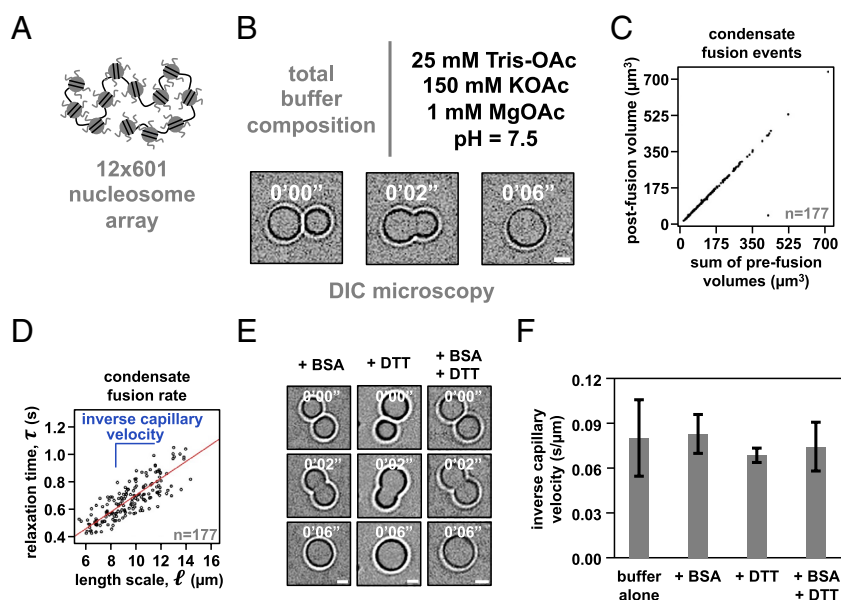 A
12x601
nucleosome
array
B
total
buffer
composition
25 mM Tris-OAc
150 mM KOAc
1 mM MgOAc
pH = 7.5
0'00"
0'02"
0'06"
DIC microscopy
C
condensate
fusion events
post-fusion volume (µm³)
700
525
350
175
0
n=177
0 175 350 525 700
sum of pre-fusion
volumes (µm³)
D
condensate
fusion rate
inverse capillary
velocity
relaxation time, τ (s)
1.2
1.0
0.8
0.6
0.4
n=177
6 8 10 12 14 16
length scale, ℓ (µm)
E
+ BSA
+ DTT
+ BSA
+ DTT
0'00" 0'00" 0'00"
0'02" 0'02" 0'02"
0'06" 0'06" 0'06"
F
inverse capillary
velocity (s/µm)
0.12
0.09
0.06
0.03
0.00
buffer
alone
+ BSA
+ DTT
+ BSA
+ DTT